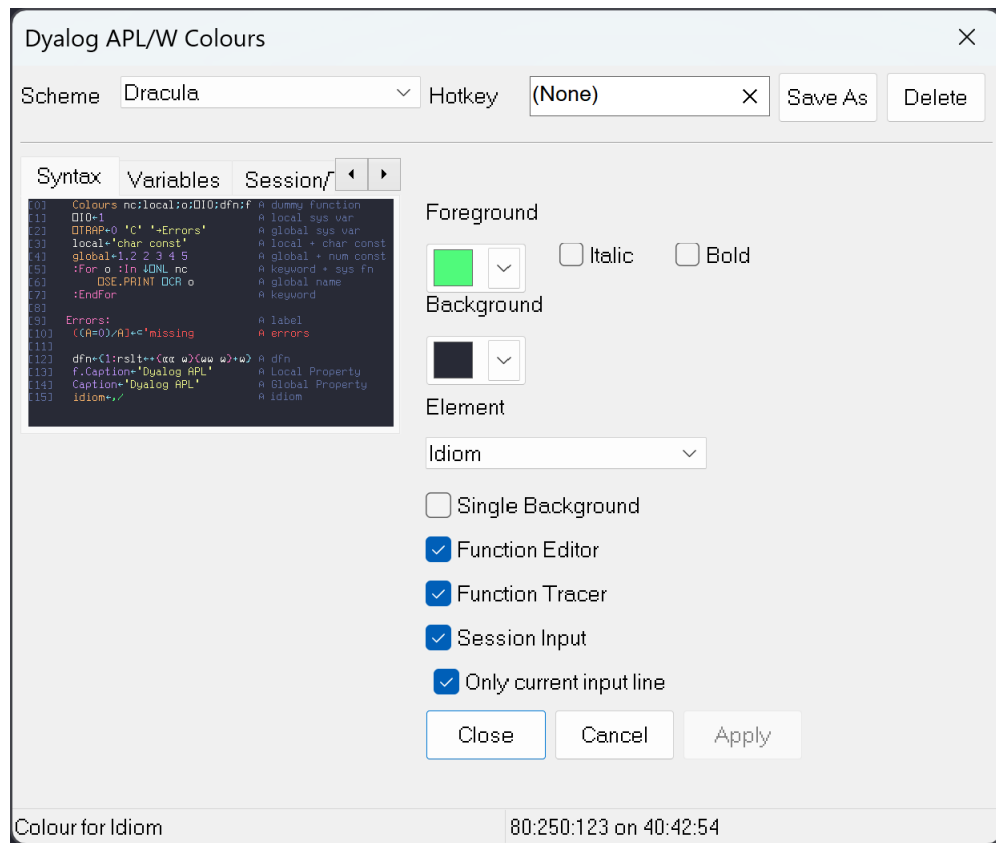 Dyalog APL/W Colours
Scheme Dracula Hotkey (None) Save As Delete
Syntax Variables Session/
[0] Colours nc;local;o;⎕IO;dfn;f ⍝ dummy function
[1] ⎕IO←1 ⍝ local sys var
[2] ⎕TRAP←0 'C' '→Errors' ⍝ global sys var
[3] local←'char const' ⍝ local + char const
[4] global←1.2 2 3 4 5 ⍝ global + num const
[5] :For o :In ↓⎕NL nc ⍝ keyword + sys fn
[6] ⎕SE.PRINT ⎕CR o ⍝ global name
[7] :EndFor ⍝ keyword
[8]
[9] Errors: ⍝ label
[10] ((A=0)/A]←⊂'missing ⍝ errors
[11]
[12] dfn←{1:rslt←+{⍺⍺ ⍵}{⍵⍵ ⍵}+⍵} ⍝ dfn
[13] f.Caption←'Dyalog APL' ⍝ Local Property
[14] Caption←'Dyalog APL' ⍝ Global Property
[15] idiom←,/ ⍝ idiom
Foreground
Italic Bold
Background
Element
Idiom
Single Background
Function Editor
Function Tracer
Session Input
Only current input line
Close Cancel Apply
Colour for Idiom 80:250:123 on 40:42:54